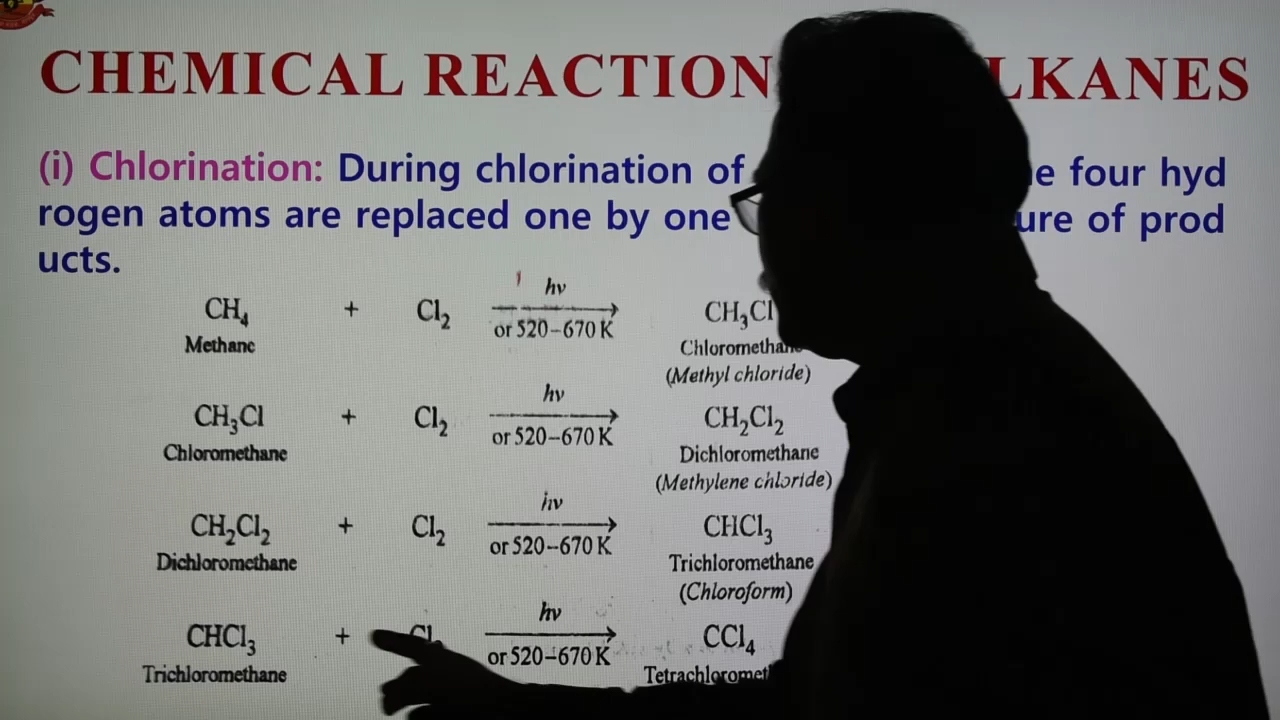 CHEMICAL REACTION LKANES
(i) Chlorination: During chlorination of e four hyd
rogen atoms are replaced one by one ure of prod
ucts.
hν
CH₄ + Cl₂ → CH₃Cl
or 520–670 K
Methane Chloromethane
(Methyl chloride)
hν
CH₃Cl + Cl₂ → CH₂Cl₂
or 520–670 K
Chloromethane Dichloromethane
(Methylene chloride)
hν
CH₂Cl₂ + Cl₂ → CHCl₃
or 520–670 K
Dichloromethane Trichloromethane
(Chloroform)
hν
CHCl₃ + Cl → CCl₄
or 520–670 K
Trichloromethane Tetrachloromet